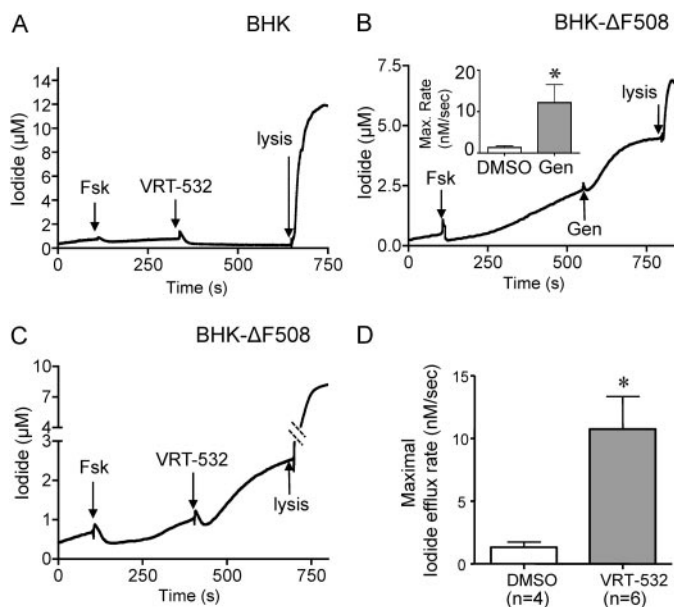 A
BHK
14
12
10
8
6
4
2
0
Iodide (μM)
Fsk
VRT-532
lysis
0 250 500 750
Time (s)
B
BHK-ΔF508
7.5
5.0
2.5
0.0
Iodide (μM)
20
10
0
Max. Rate
(nM/sec)
*
DMSO Gen
Fsk
Gen
lysis
0 250 500 750
Time (s)
C
BHK-ΔF508
10
8
6
4
3
2
1
0
Iodide (μM)
Fsk
VRT-532
lysis
0 250 500 750
Time (s)
D
15
10
5
0
Maximal
Iodide efflux rate (nM/sec)
*
DMSO VRT-532
(n=4) (n=6)